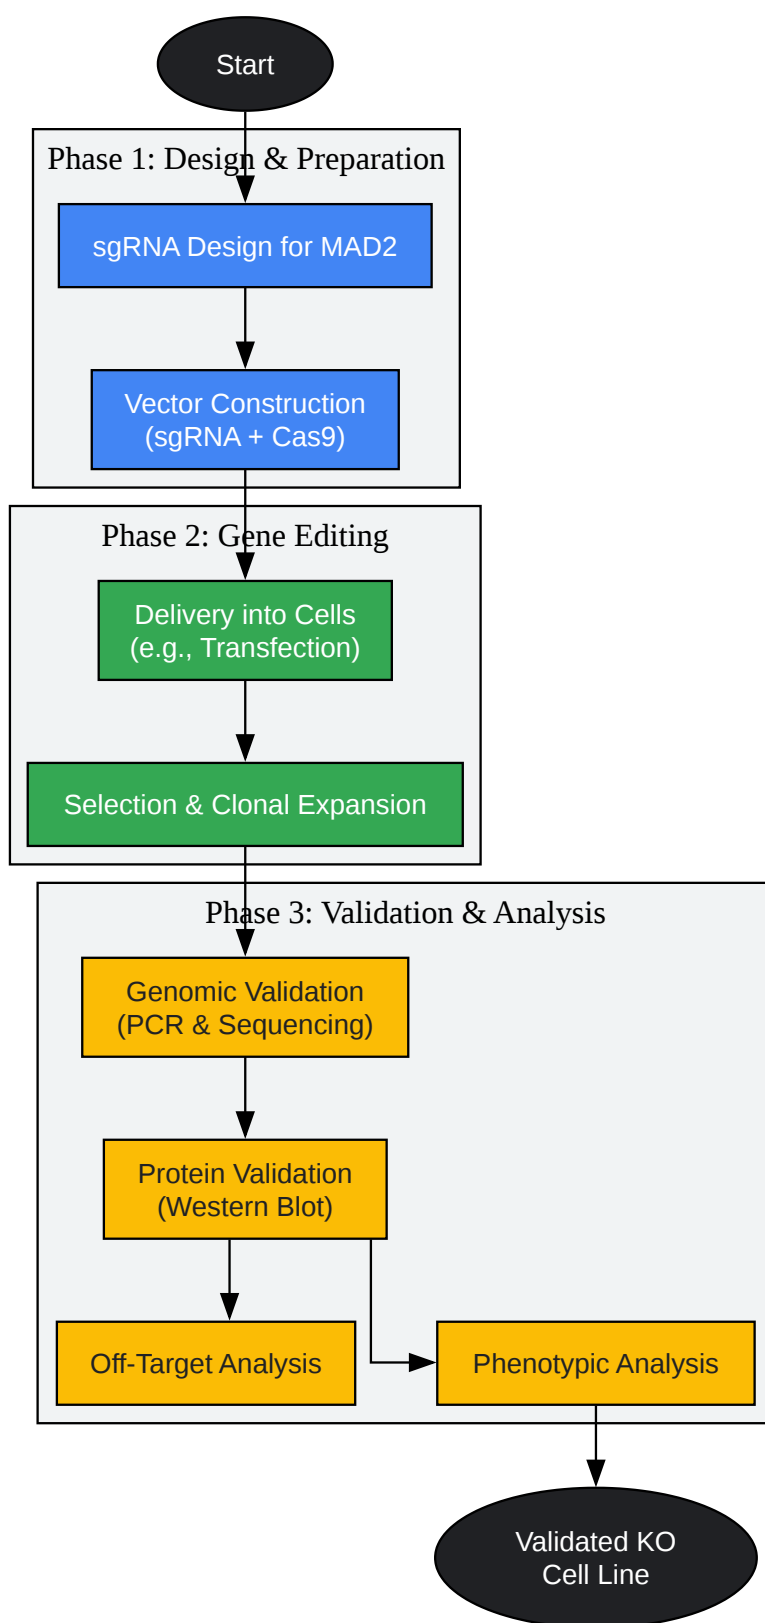 Start
Phase 1: Design & Preparation
sgRNA Design for MAD2
Vector Construction
(sgRNA + Cas9)
Phase 2: Gene Editing
Delivery into Cells
(e.g., Transfection)
Selection & Clonal Expansion
Phase 3: Validation & Analysis
Genomic Validation
(PCR & Sequencing)
Protein Validation
(Western Blot)
Off-Target Analysis
Phenotypic Analysis
Validated KO
Cell Line